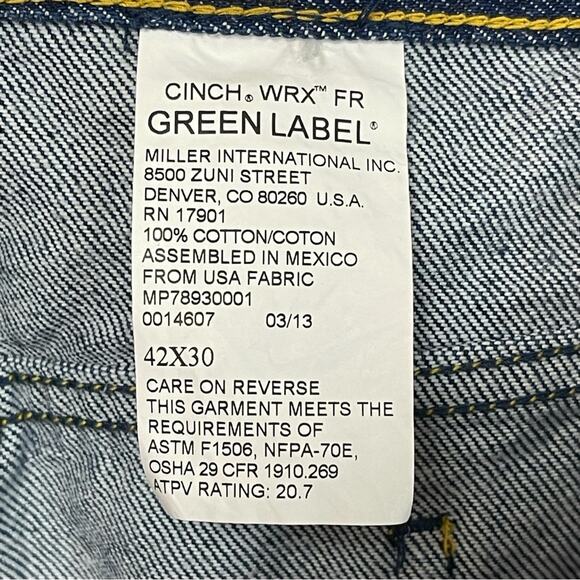 CINCH® WRX™ FR
GREEN LABEL®
MILLER INTERNATIONAL INC.
8500 ZUNI STREET
DENVER, CO 80260 U.S.A.
RN 17901
100% COTTON/COTON
ASSEMBLED IN MEXICO
FROM USA FABRIC
MP78930001
0014607 03/13
42X30
CARE ON REVERSE
THIS GARMENT MEETS THE
REQUIREMENTS OF
ASTM F1506, NFPA-70E,
OSHA 29 CFR 1910.269
ATPV RATING: 20.7